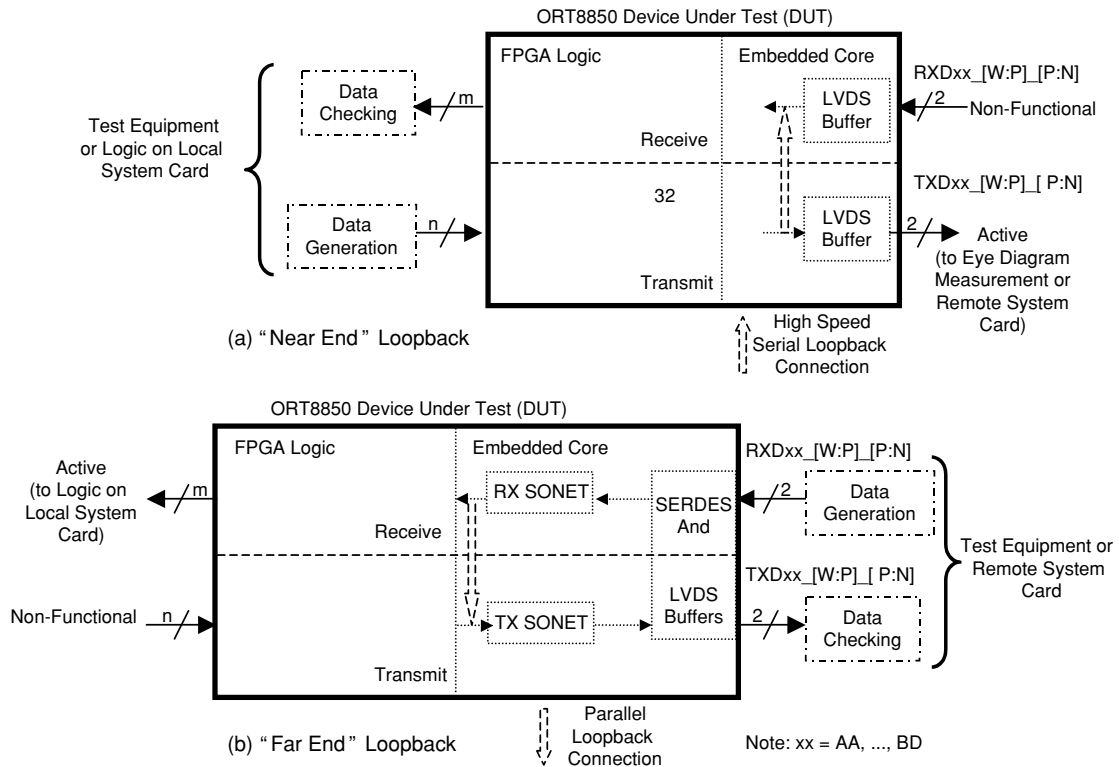 ORT8850 Device Under Test (DUT)
FPGA Logic
Embedded Core
Data
Checking
m
LVDS
Buffer
RXDxx_[W:P]_[P:N]
2
Non-Functional
Test Equipment
or Logic on Local
System Card
Receive
32
TXDxx_[W:P]_[ P:N]
Data
Generation
n
LVDS
Buffer
2
Active
(to Eye Diagram
Measurement or
Remote System
Card)
Transmit
(a) "Near End" Loopback
High Speed
Serial Loopback
Connection
ORT8850 Device Under Test (DUT)
FPGA Logic
Embedded Core
RXDxx_[W:P]_[P:N]
Active
(to Logic on
Local System
Card)
m
RX SONET
SERDES
And
2
Data
Generation
Receive
Test Equipment or
Remote System
Card
TXDxx_[W:P]_[ P:N]
Non-Functional
n
TX SONET
LVDS
Buffers
2
Data
Checking
Transmit
(b) "Far End" Loopback
Parallel
Loopback
Connection
Note: xx = AA, ..., BD